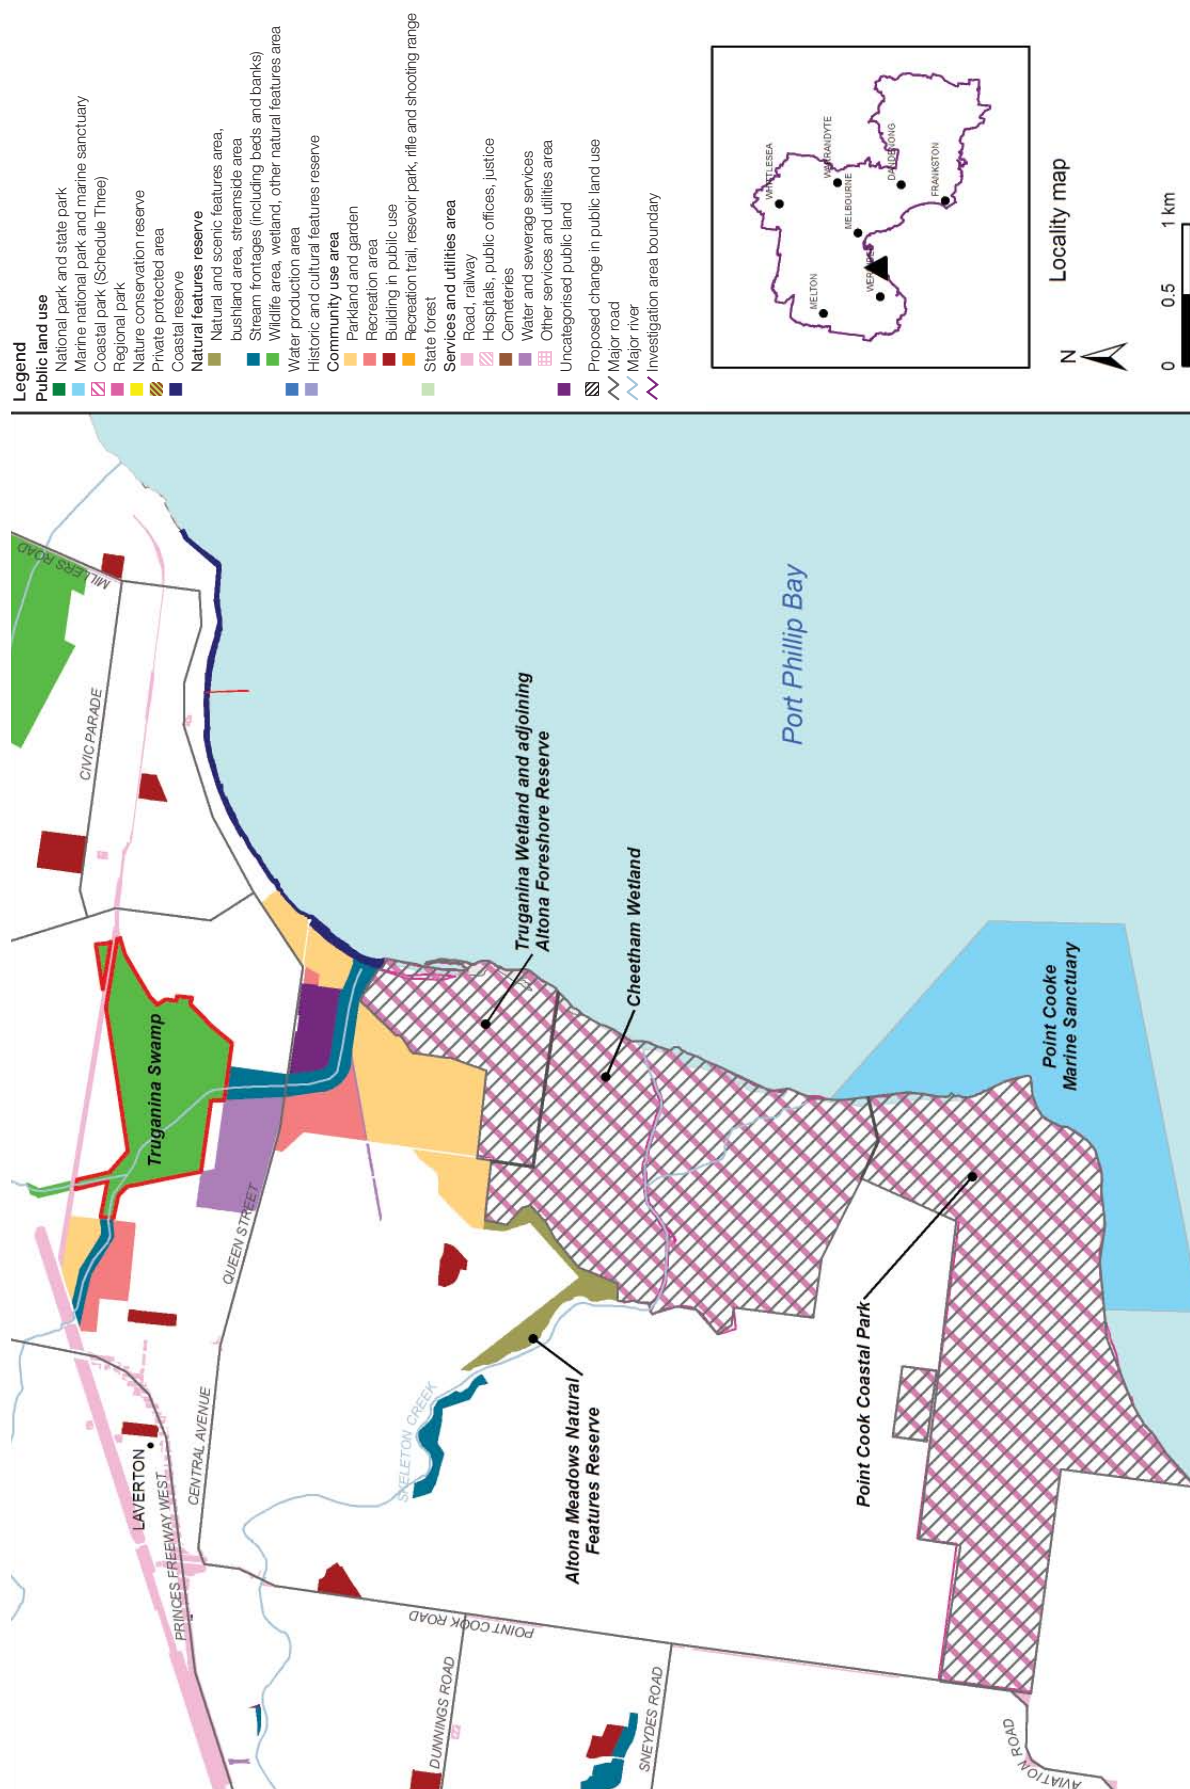 Legend
Public land use
National park and state park
Marine national park and marine sanctuary
Coastal park (Schedule Three)
Regional park
Nature conservation reserve
Private protected area
Coastal reserve
Natural features reserve
Natural and scenic features area,
bushland area, streamside area
Stream frontages (including beds and banks)
Wildlife area, wetland, other natural features area
Water production area
Historic and cultural features reserve
Community use area
Parkland and garden
Recreation area
Building in public use
Recreation trail, resevoir park, rifle and shooting range
State forest
Services and utilities area
Road, railway
Hospitals, public offices, justice
Cemeteries
Water and sewerage services
Other services and utilities area
Uncategorised public land
Proposed change in public land use
Major road
Major river
Investigation area boundary
WHITTLESEA
WARRANDYTE
MELBOURNE
DANDENONG
FRANKSTON
MELTON
Locality map
N
0 0.5 1 km
MILLERS ROAD
CIVIC PARADE
Truganina Swamp
QUEEN STREET
CENTRAL AVENUE
LAVERTON
PRINCES FREEWAY WEST
SKELETON CREEK
POINT COOK ROAD
DUNNINGS ROAD
SNEYDES ROAD
AVIATION ROAD
Port Phillip Bay
Truganina Wetland and adjoining
Altona Foreshore Reserve
Cheetham Wetland
Point Cooke
Marine Sanctuary
Point Cook Coastal Park
Altona Meadows Natural
Features Reserve